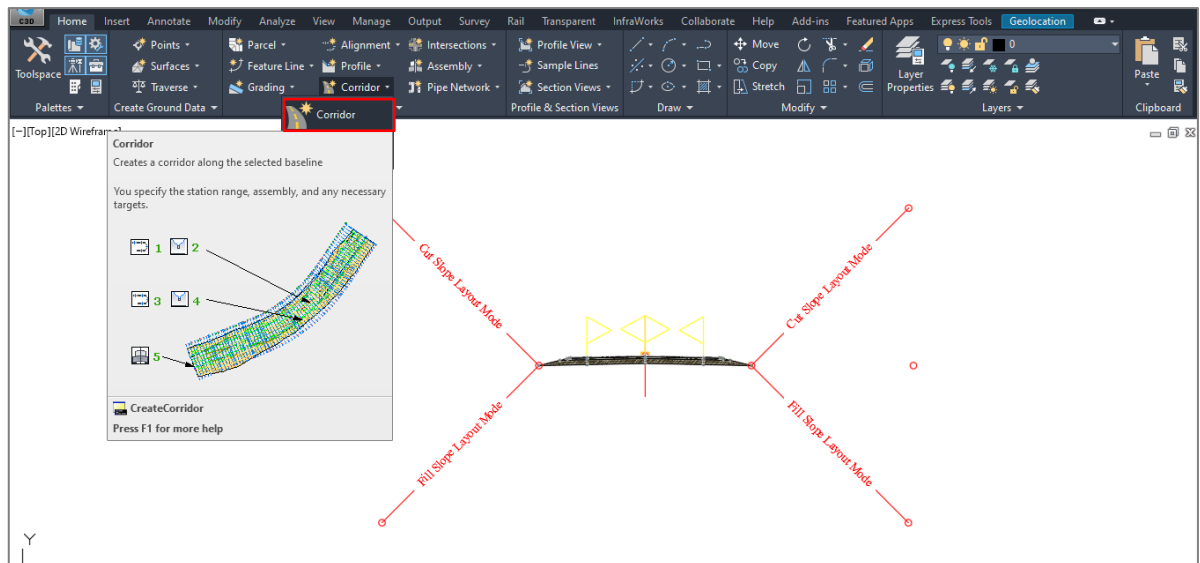 C3D
Home Insert Annotate Modify Analyze View Manage Output Survey Rail Transparent InfraWorks Collaborate Help Add-ins Featured Apps Express Tools Geolocation
Points Parcel Alignment Intersections Profile View Move 0
Toolspace Surfaces Feature Line Profile Assembly Sample Lines Copy Layer Properties Paste
Traverse Grading Corridor Pipe Network Section Views Stretch
Palettes Create Ground Data Profile & Section Views Draw Modify Layers Clipboard
Corridor
[−][Top][2D Wireframe]
Corridor
Creates a corridor along the selected baseline
You specify the station range, assembly, and any necessary
targets.
1 2
3 4
5
CreateCorridor
Press F1 for more help
Cut Slope Layout Mode
Cut Slope Layout Mode
Fill Slope Layout Mode
Fill Slope Layout Mode
Y